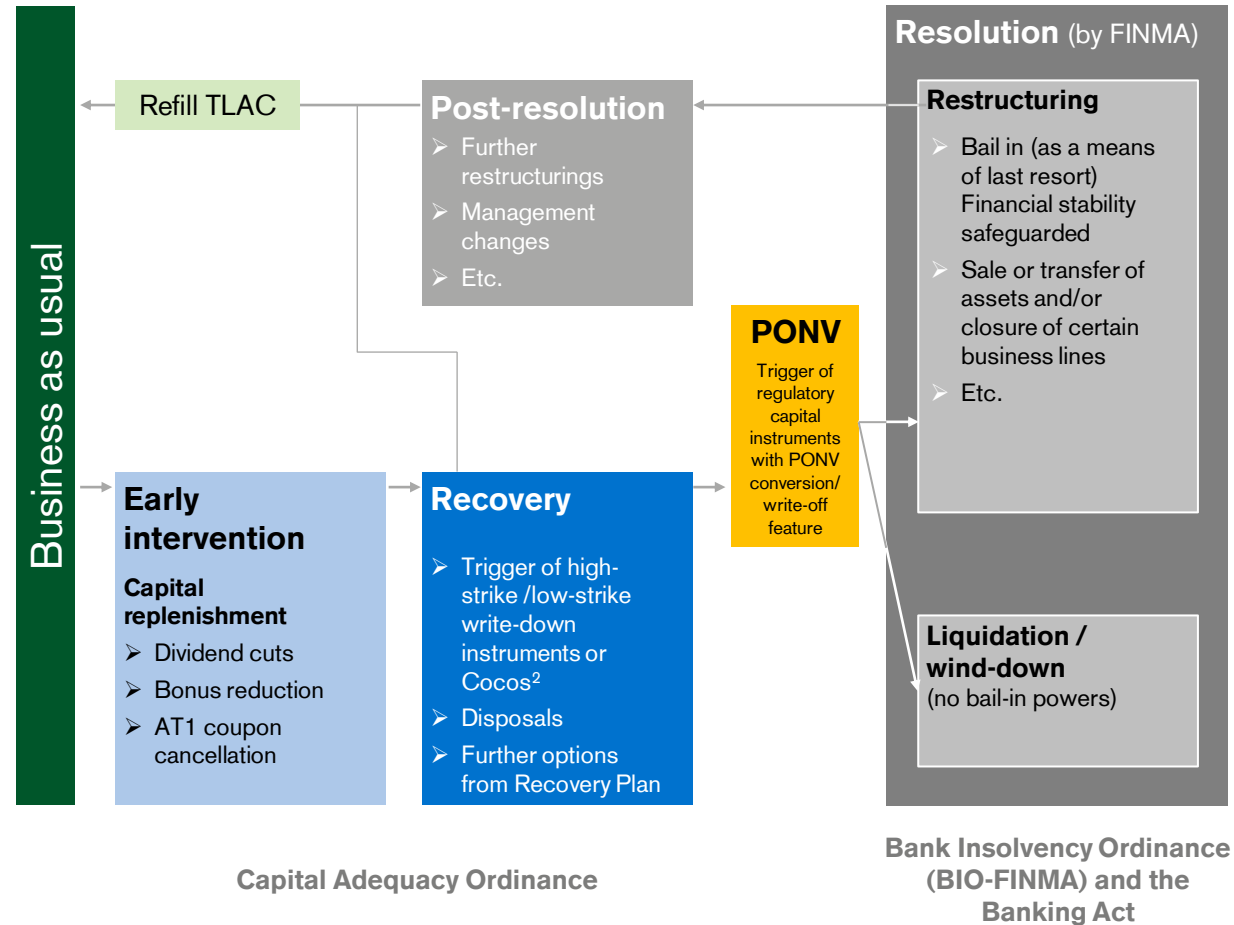 Business as usual
Refill TLAC
Post-resolution
➢ Further
restructurings
➢ Management
changes
➢ Etc.
Resolution (by FINMA)
Restructuring
➢ Bail in (as a means
of last resort)
Financial stability
safeguarded
➢ Sale or transfer of
assets and/or
closure of certain
business lines
➢ Etc.
PONV
Trigger of
regulatory
capital
instruments
with PONV
conversion/
write-off
feature
Early
intervention
Capital
replenishment
➢ Dividend cuts
➢ Bonus reduction
➢ AT1 coupon
cancellation
Recovery
➢ Trigger of high-
strike /low-strike
write-down
instruments or
Cocos²
➢ Disposals
➢ Further options
from Recovery Plan
Liquidation /
wind-down
(no bail-in powers)
Capital Adequacy Ordinance
Bank Insolvency Ordinance
(BIO-FINMA) and the
Banking Act